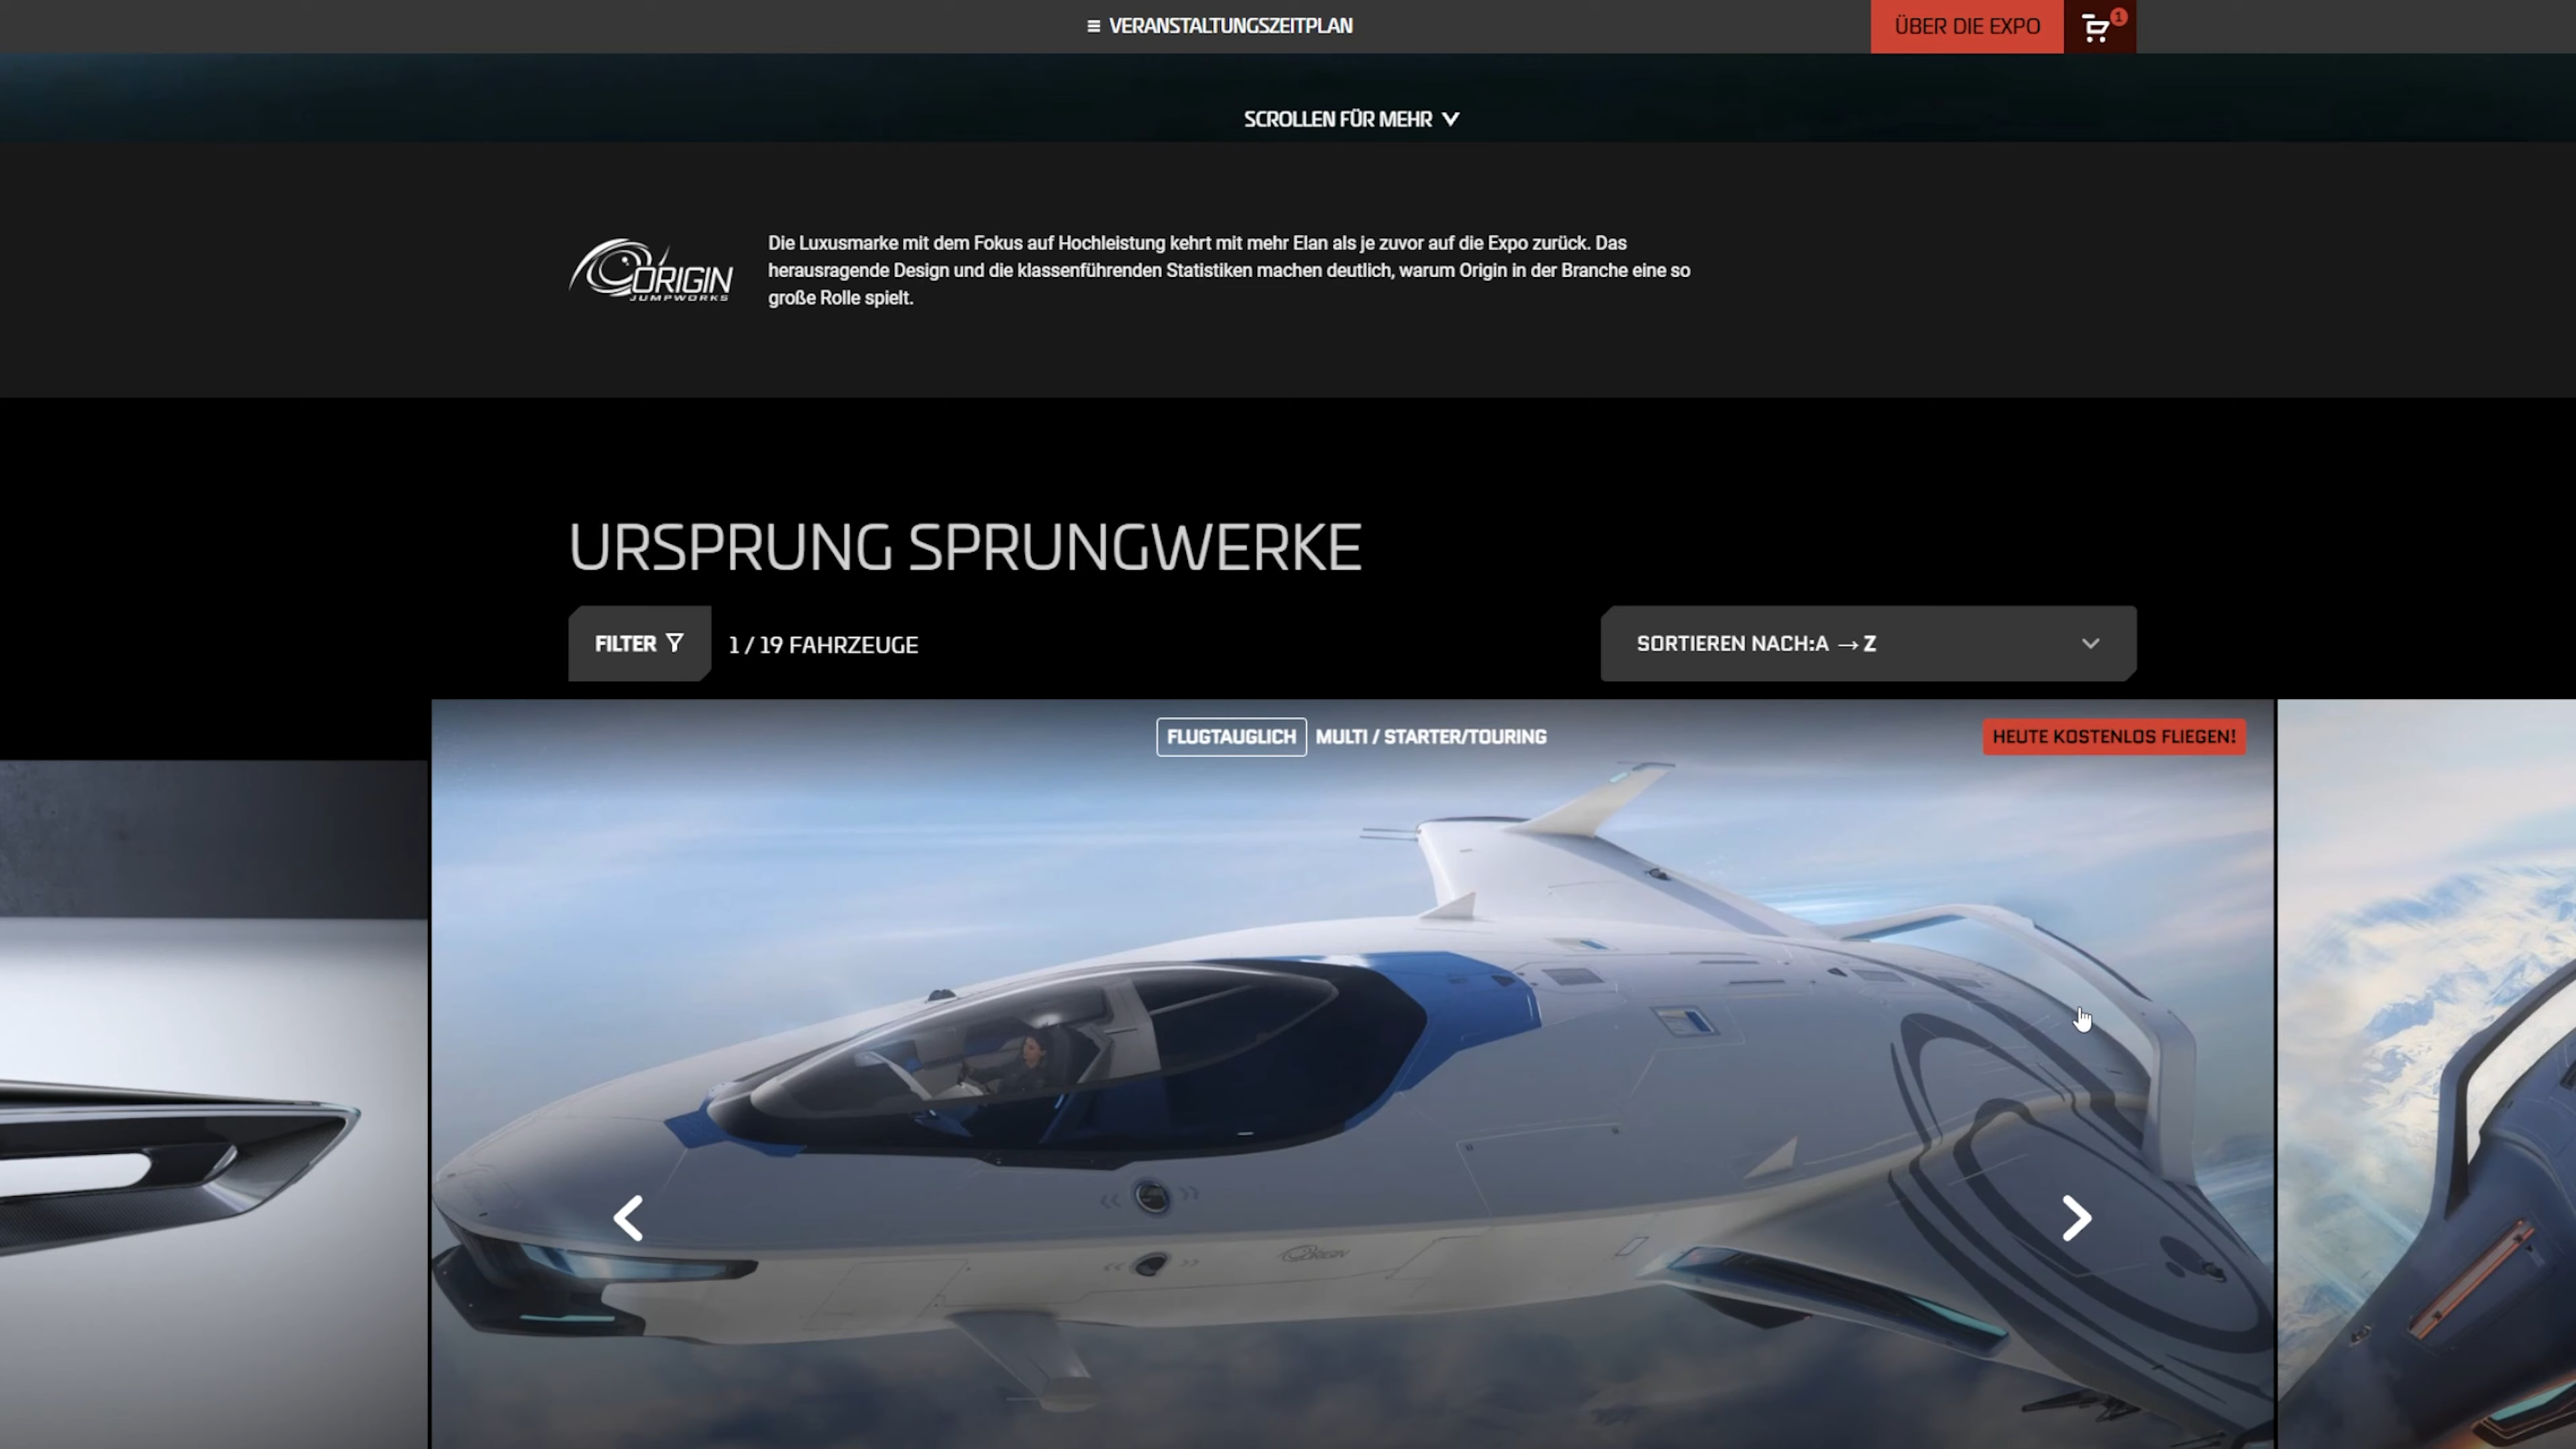 ≡ VERANSTALTUNGSZEITPLAN
ÜBER DIE EXPO
1
SCROLLEN FÜR MEHR
ORIGIN
JUMPWORKS
Die Luxusmarke mit dem Fokus auf Hochleistung kehrt mit mehr Elan als je zuvor auf die Expo zurück. Das
herausragende Design und die klassenführenden Statistiken machen deutlich, warum Origin in der Branche eine so
große Rolle spielt.
URSPRUNG SPRUNGWERKE
FILTER
1 / 19 FAHRZEUGE
SORTIEREN NACH:A → Z
FLUGTAUGLICH MULTI / STARTER/TOURING
HEUTE KOSTENLOS FLIEGEN!
ORIGIN